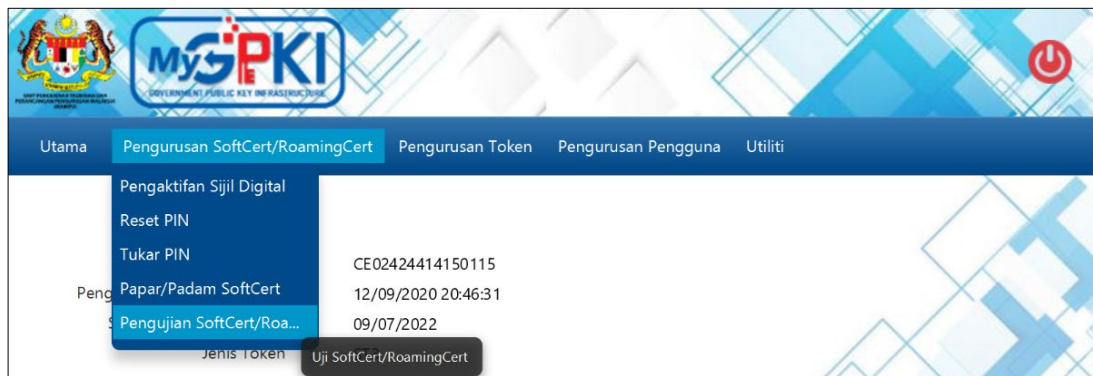 MyGPKI
GOVERNMENT PUBLIC KEY INFRASTRUCTURE
Utama Pengurusan SoftCert/RoamingCert Pengurusan Token Pengurusan Pengguna Utiliti
Pengaktifan Sijil Digital
Reset PIN
Tukar PIN
CE02424414150115
Peng Papar/Padam SoftCert 12/09/2020 20:46:31
Pengujian SoftCert/Roa... 09/07/2022
Jenis Token
Uji SoftCert/RoamingCert